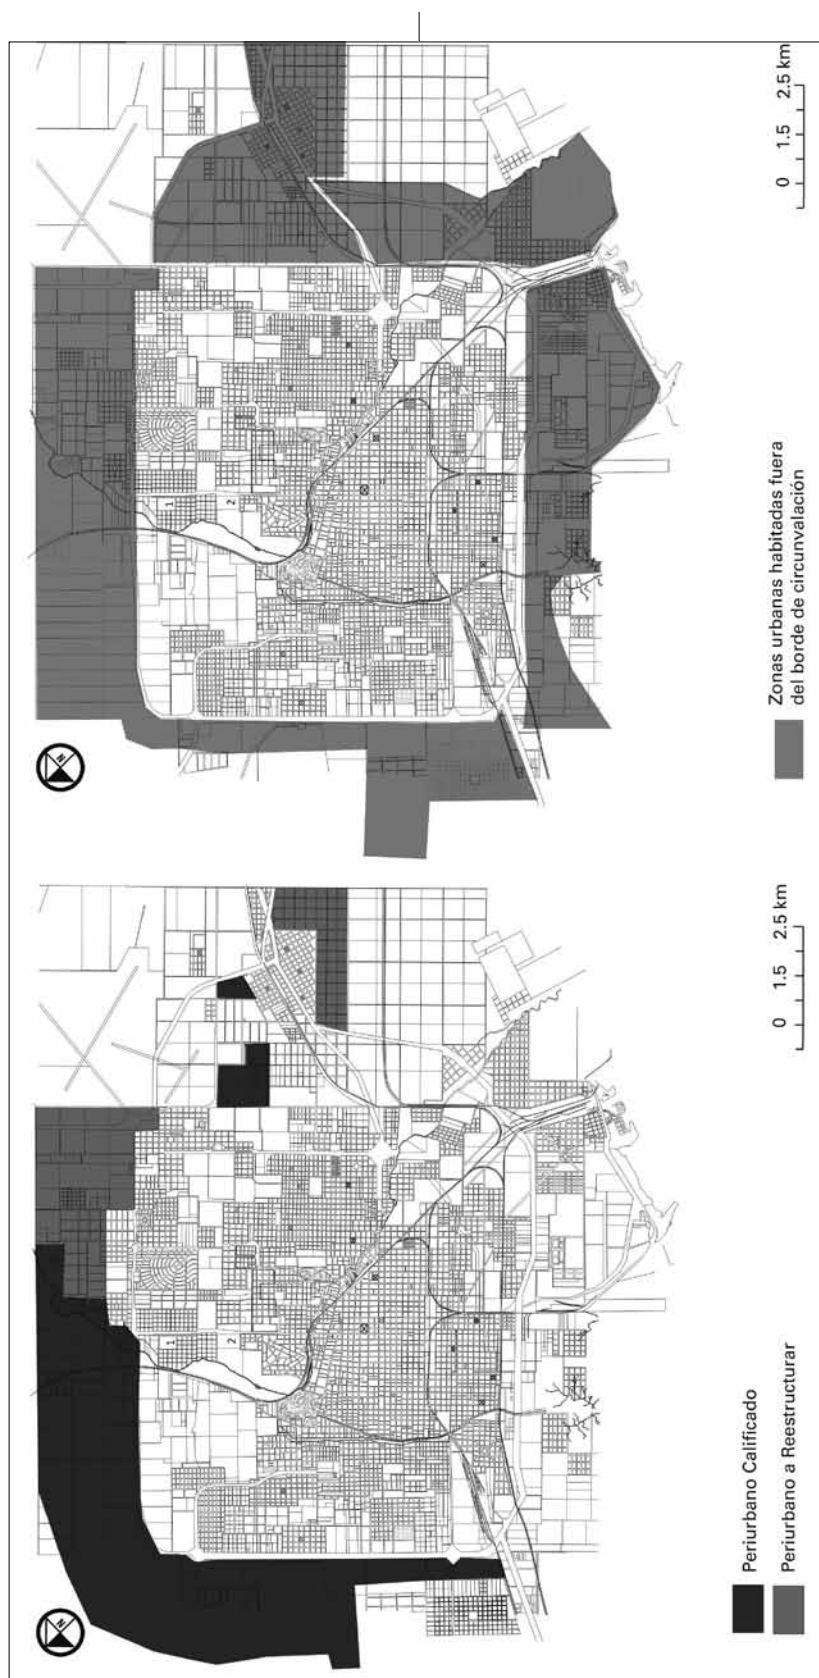 N
1
2
Periurbano Calificado
Periurbano a Reestructurar
0 1.5 2.5 km
N
1
2
Zonas urbanas habitadas fuera
del borde de circunvalación
0 1.5 2.5 km